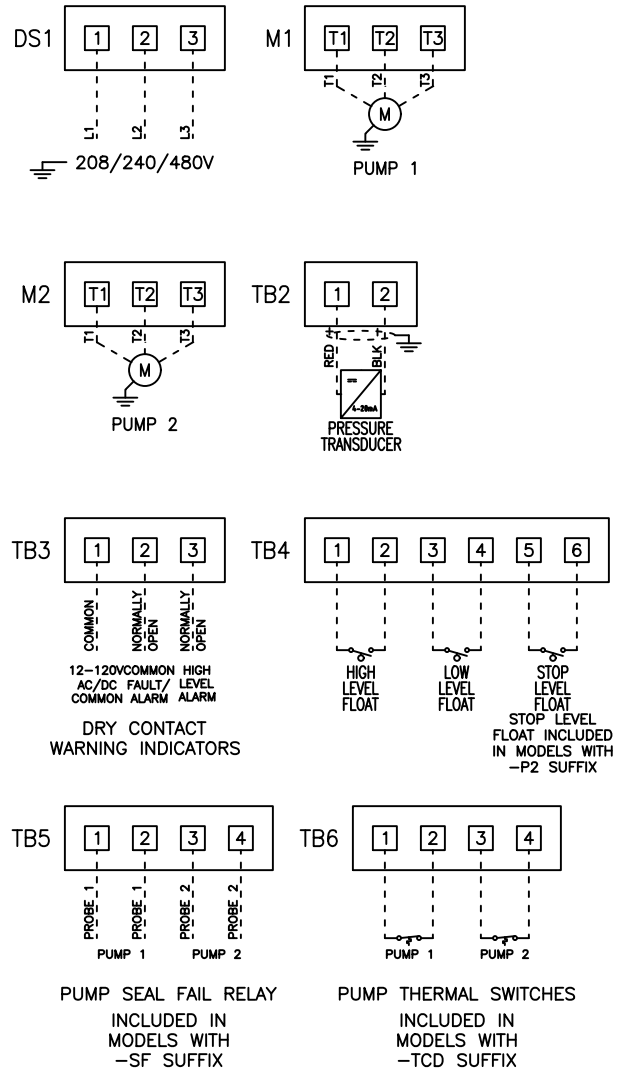 DS1 1 2 3
L1 L2 L3
208/240/480V
M1 T1 T2 T3
T1 T2 T3
M
PUMP 1
M2 T1 T2 T3
T1 T2 T3
M
PUMP 2
TB2 1 2
RED BLK
4-20mA
PRESSURE
TRANSDUCER
TB3 1 2 3
COMMON
NORMALLY
OPEN
NORMALLY
OPEN
12-120V
AC/DC
COMMON
COMMON
FAULT/
ALARM
HIGH
LEVEL
ALARM
DRY CONTACT
WARNING INDICATORS
TB4 1 2 3 4 5 6
HIGH
LEVEL
FLOAT
LOW
LEVEL
FLOAT
STOP
LEVEL
FLOAT
STOP LEVEL
FLOAT INCLUDED
IN MODELS WITH
-P2 SUFFIX
TB5 1 2 3 4
PROBE 1 PROBE 1 PROBE 2 PROBE 2
PUMP 1 PUMP 2
PUMP SEAL FAIL RELAY
INCLUDED IN
MODELS WITH
-SF SUFFIX
TB6 1 2 3 4
PUMP 1 PUMP 2
PUMP THERMAL SWITCHES
INCLUDED IN
MODELS WITH
-TCD SUFFIX